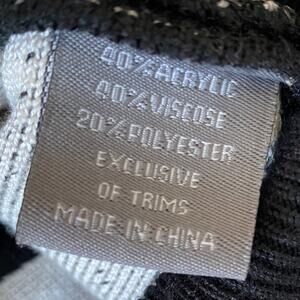 40%ACRYLIC
40%VISCOSE
20%POLYESTER
EXCLUSIVE
OF TRIMS
MADE IN CHINA